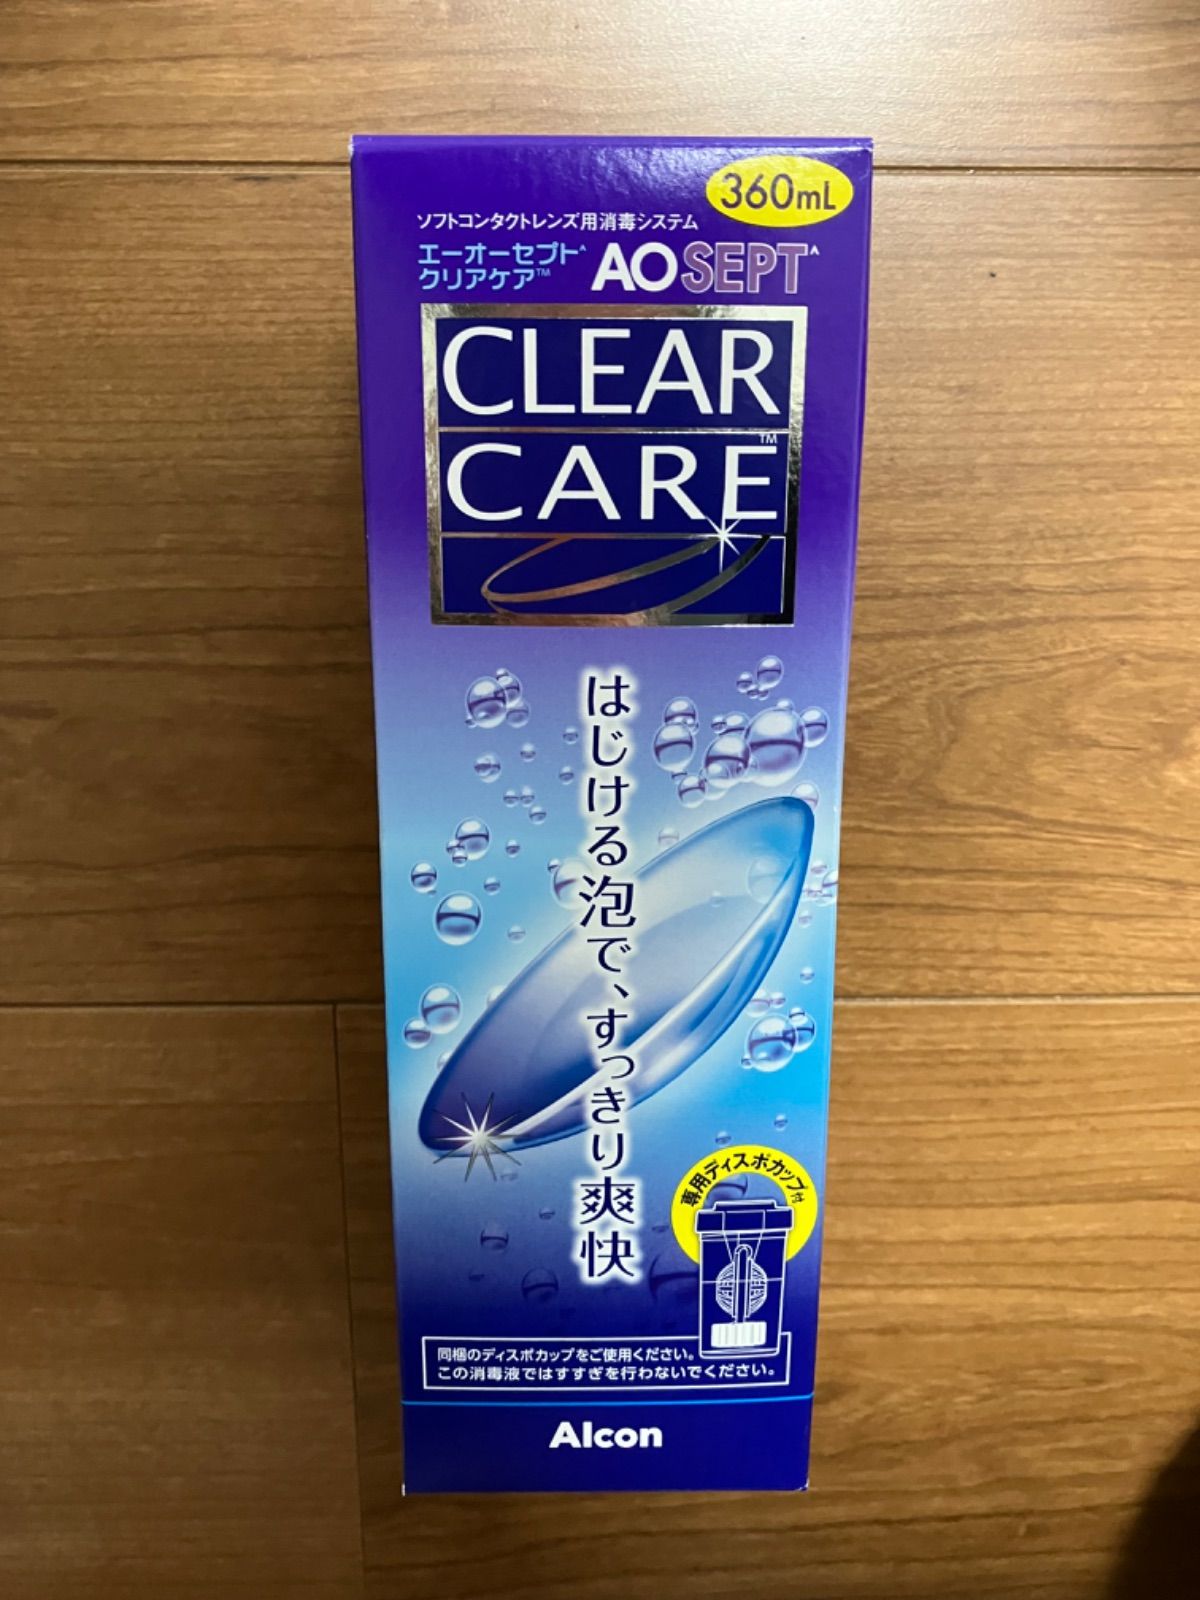 360mL
ソフトコンタクトレンズ用消毒システム
エーオーセプト^
クリアケア™
AOSEPT^
CLEAR
CARE™
はじける泡で、すっきり爽快
専用ディスポカップ付
同梱のディスポカップをご使用ください。
この消毒液ではすすぎを行わないでください。
Alcon